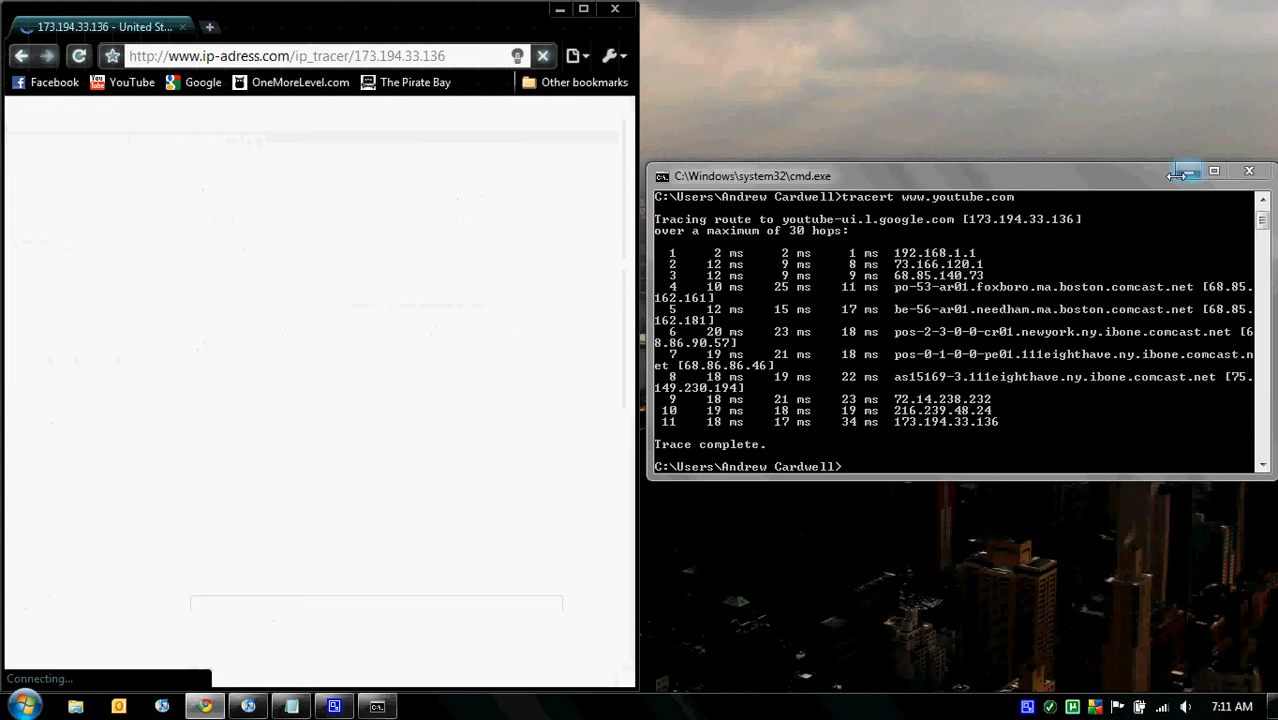 173.194.33.136 - United St...
http://www.ip-adress.com/ip_tracer/173.194.33.136
Facebook
You Tube YouTube
Google
OneMoreLevel.com
The Pirate Bay
Other bookmarks
Connecting...
C:\Windows\system32\cmd.exe
C:\Users\Andrew Cardwell>tracert www.youtube.com
Tracing route to youtube-ui.l.google.com [173.194.33.136]
over a maximum of 30 hops:
1 2 ms 2 ms 1 ms 192.168.1.1
2 12 ms 9 ms 8 ms 73.166.120.1
3 12 ms 9 ms 9 ms 68.85.140.73
4 10 ms 25 ms 11 ms po-53-ar01.foxboro.ma.boston.comcast.net [68.85.
162.161]
5 12 ms 15 ms 17 ms be-56-ar01.needham.ma.boston.comcast.net [68.85.
162.181]
6 20 ms 23 ms 18 ms pos-2-3-0-0-cr01.newyork.ny.ibone.comcast.net [6
8.86.90.57]
7 19 ms 21 ms 18 ms pos-0-1-0-0-pe01.111eighthave.ny.ibone.comcast.n
et [68.86.86.46]
8 18 ms 19 ms 22 ms as15169-3.111eighthave.ny.ibone.comcast.net [75.
149.230.194]
9 18 ms 21 ms 23 ms 72.14.238.232
10 19 ms 18 ms 19 ms 216.239.48.24
11 18 ms 17 ms 34 ms 173.194.33.136
Trace complete.
C:\Users\Andrew Cardwell>
7:11 AM